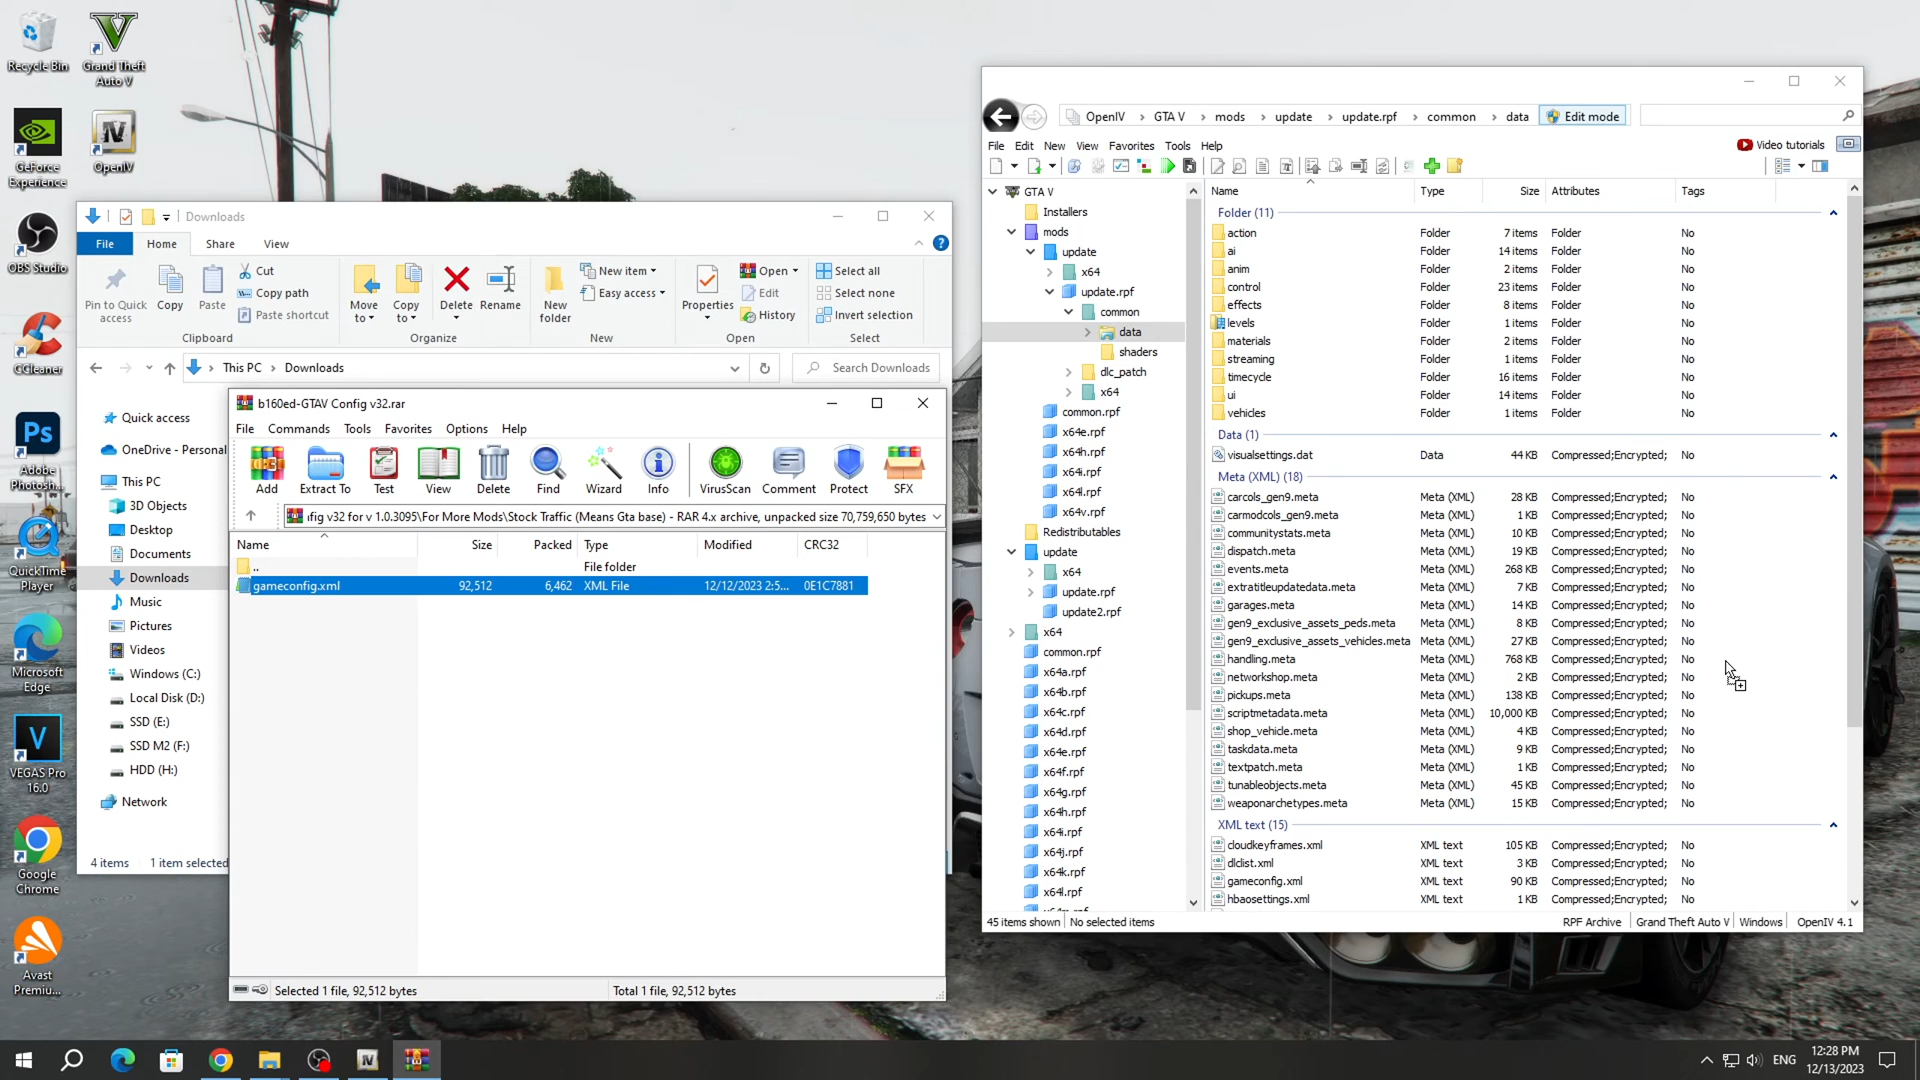 Recycle Bin
Grand Theft
Auto V
GeForce
Experience
OpenIV
OBS Studio
CCleaner
Adobe
Photosh...
QuickTime
Player
Microsoft
Edge
VEGAS Pro
16.0
Google
Chrome
Avast
Premiu...
Downloads
File
Home
Share
View
Pin to Quick
access
Copy
Paste
Cut
Copy path
Paste shortcut
Clipboard
Move
to
Copy
to
Delete
Rename
Organize
New
folder
New item
Easy access
New
Properties
Open
Edit
History
Open
Select all
Select none
Invert selection
Select
This PC
Downloads
Search Downloads
Quick access
OneDrive - Personal
This PC
3D Objects
Desktop
Documents
Downloads
Music
Pictures
Videos
Windows (C:)
Local Disk (D:)
SSD (E:)
SSD M2 (F:)
HDD (H:)
Network
4 items
1 item selected
b160ed-GTAV Config v32.rar
File Commands Tools Favorites Options Help
Add
Extract To
Test
View
Delete
Find
Wizard
Info
VirusScan
Comment
Protect
SFX
fig v32 for v 1.0.3095\For More Mods\Stock Traffic (Means Gta base) - RAR 4.x archive, unpacked size 70,759,650 bytes
Name Size Packed Type Modified CRC32
.. File folder
gameconfig.xml 92,512 6,462 XML File 12/12/2023 2:5... 0E1C7881
Selected 1 file, 92,512 bytes
Total 1 file, 92,512 bytes
OpenIV GTA V mods update update.rpf common data
Edit mode
File Edit New View Favorites Tools Help
Video tutorials
GTA V
Installers
mods
update
x64
update.rpf
common
data
shaders
dlc_patch
x64
common.rpf
x64e.rpf
x64h.rpf
x64i.rpf
x64l.rpf
x64v.rpf
Redistributables
update
x64
update.rpf
update2.rpf
x64
common.rpf
x64a.rpf
x64b.rpf
x64c.rpf
x64d.rpf
x64e.rpf
x64f.rpf
x64g.rpf
x64h.rpf
x64i.rpf
x64j.rpf
x64k.rpf
x64l.rpf
Name Type Size Attributes Tags
Folder (11)
action Folder 7 items Folder No
ai Folder 14 items Folder No
anim Folder 2 items Folder No
control Folder 23 items Folder No
effects Folder 8 items Folder No
levels Folder 1 items Folder No
materials Folder 2 items Folder No
streaming Folder 1 items Folder No
timecycle Folder 16 items Folder No
ui Folder 14 items Folder No
vehicles Folder 1 items Folder No
Data (1)
visualsettings.dat Data 44 KB Compressed;Encrypted; No
Meta (XML) (18)
carcols_gen9.meta Meta (XML) 28 KB Compressed;Encrypted; No
carmodcols_gen9.meta Meta (XML) 1 KB Compressed;Encrypted; No
communitystats.meta Meta (XML) 10 KB Compressed;Encrypted; No
dispatch.meta Meta (XML) 19 KB Compressed;Encrypted; No
events.meta Meta (XML) 268 KB Compressed;Encrypted; No
extratitleupdatedata.meta Meta (XML) 7 KB Compressed;Encrypted; No
garages.meta Meta (XML) 14 KB Compressed;Encrypted; No
gen9_exclusive_assets_peds.meta Meta (XML) 8 KB Compressed;Encrypted; No
gen9_exclusive_assets_vehicles.meta Meta (XML) 27 KB Compressed;Encrypted; No
handling.meta Meta (XML) 768 KB Compressed;Encrypted; No
networkshop.meta Meta (XML) 2 KB Compressed;Encrypted; No
pickups.meta Meta (XML) 138 KB Compressed;Encrypted; No
scriptmetadata.meta Meta (XML) 10,000 KB Compressed;Encrypted; No
shop_vehicle.meta Meta (XML) 4 KB Compressed;Encrypted; No
taskdata.meta Meta (XML) 9 KB Compressed;Encrypted; No
textpatch.meta Meta (XML) 1 KB Compressed;Encrypted; No
tunableobjects.meta Meta (XML) 45 KB Compressed;Encrypted; No
weaponarchetypes.meta Meta (XML) 15 KB Compressed;Encrypted; No
XML text (15)
cloudkeyframes.xml XML text 105 KB Compressed;Encrypted; No
dlclist.xml XML text 3 KB Compressed;Encrypted; No
gameconfig.xml XML text 90 KB Compressed;Encrypted; No
hbaosettings.xml XML text 1 KB Compressed;Encrypted; No
45 items shown
No selected items
RPF Archive
Grand Theft Auto V
Windows
OpenIV 4.1
ENG
12:28 PM
12/13/2023